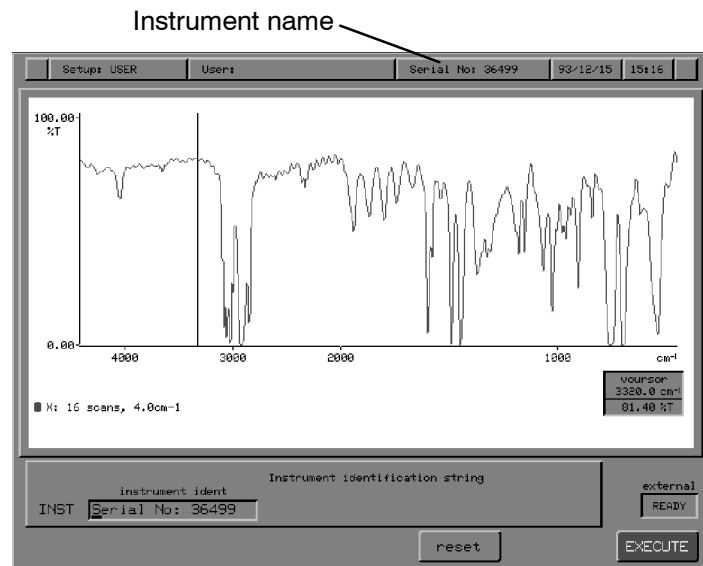 Instrument name
Setup: USER User: Serial No: 36499 93/12/15 15:16
100.00
%T
0.00
4000 3000 2000 1000 cm-1
vcursor
3320.0 cm-1
81.40 %T
X: 16 scans, 4.0cm-1
Instrument identification string
instrument ident
INST Serial No: 36499
external
READY
reset EXECUTE